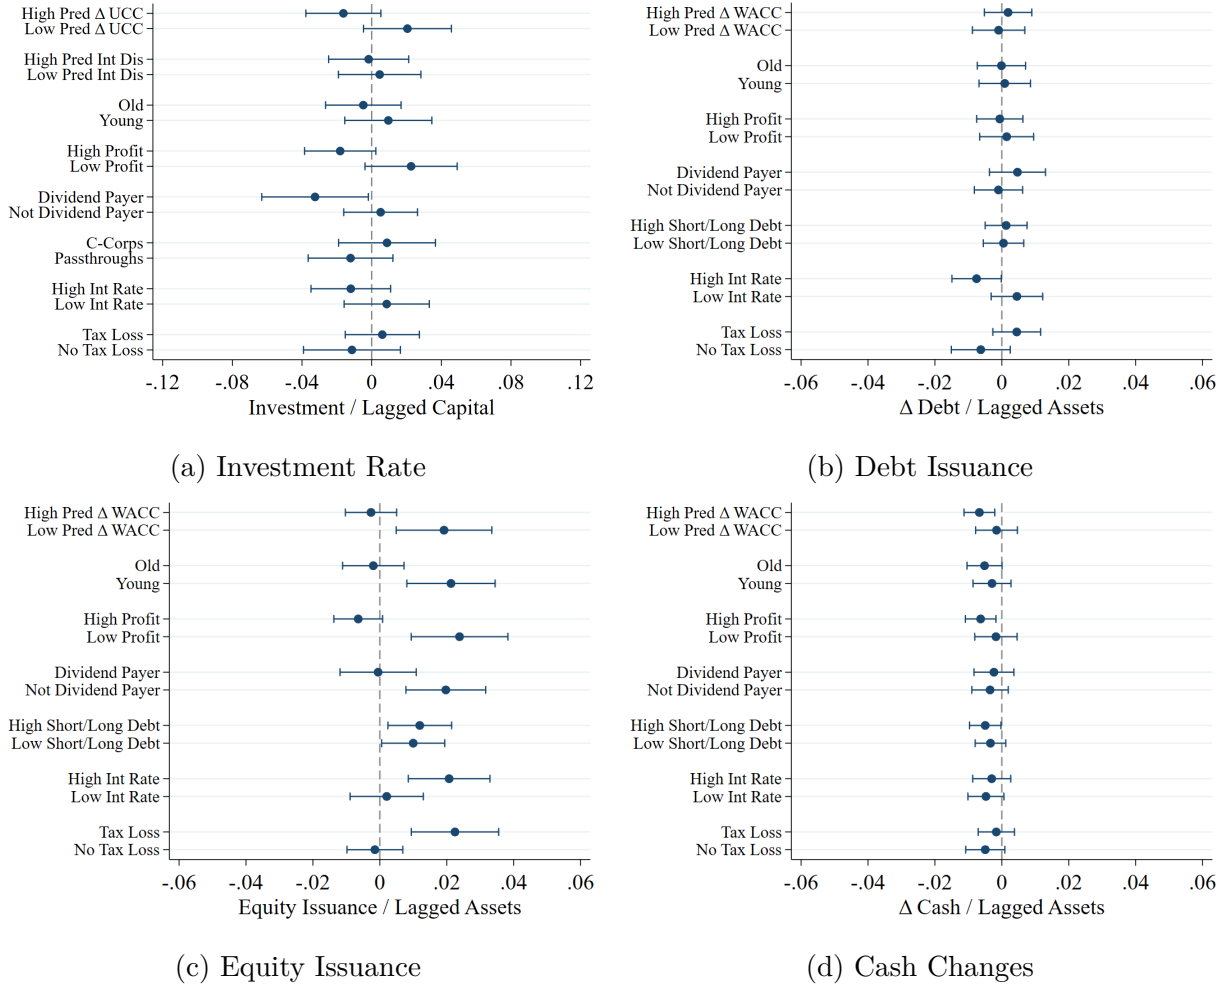 High Pred Δ UCC
Low Pred Δ UCC
High Pred Int Dis
Low Pred Int Dis
Old
Young
High Profit
Low Profit
Dividend Payer
Not Dividend Payer
C-Corps
Passthroughs
High Int Rate
Low Int Rate
Tax Loss
No Tax Loss
-.12 -.08 -.04 0 .04 .08 .12
Investment / Lagged Capital
(a) Investment Rate
High Pred Δ WACC
Low Pred Δ WACC
Old
Young
High Profit
Low Profit
Dividend Payer
Not Dividend Payer
High Short/Long Debt
Low Short/Long Debt
High Int Rate
Low Int Rate
Tax Loss
No Tax Loss
-.06 -.04 -.02 0 .02 .04 .06
Δ Debt / Lagged Assets
(b) Debt Issuance
High Pred Δ WACC
Low Pred Δ WACC
Old
Young
High Profit
Low Profit
Dividend Payer
Not Dividend Payer
High Short/Long Debt
Low Short/Long Debt
High Int Rate
Low Int Rate
Tax Loss
No Tax Loss
-.06 -.04 -.02 0 .02 .04 .06
Equity Issuance / Lagged Assets
(c) Equity Issuance
High Pred Δ WACC
Low Pred Δ WACC
Old
Young
High Profit
Low Profit
Dividend Payer
Not Dividend Payer
High Short/Long Debt
Low Short/Long Debt
High Int Rate
Low Int Rate
Tax Loss
No Tax Loss
-.06 -.04 -.02 0 .02 .04 .06
Δ Cash / Lagged Assets
(d) Cash Changes